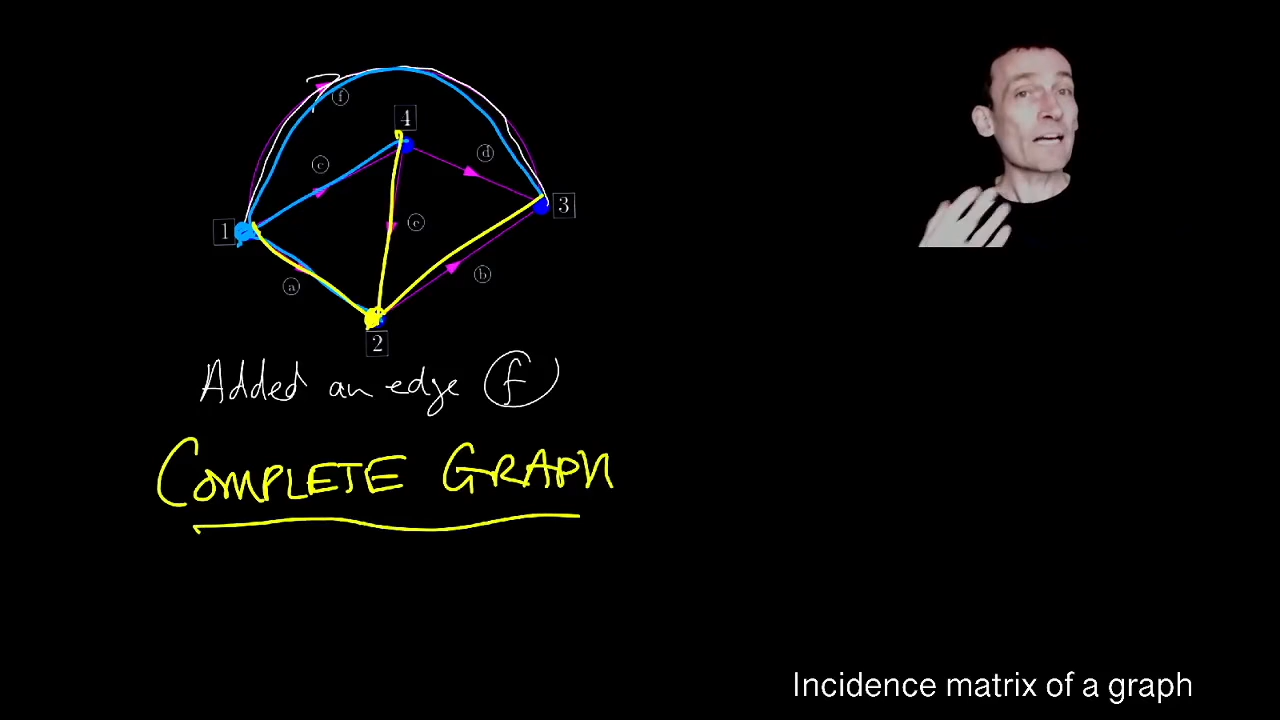 f
4
c
d
3
1
e
a
b
2
Added an edge f
COMPLETE GRAPH
Incidence matrix of a graph